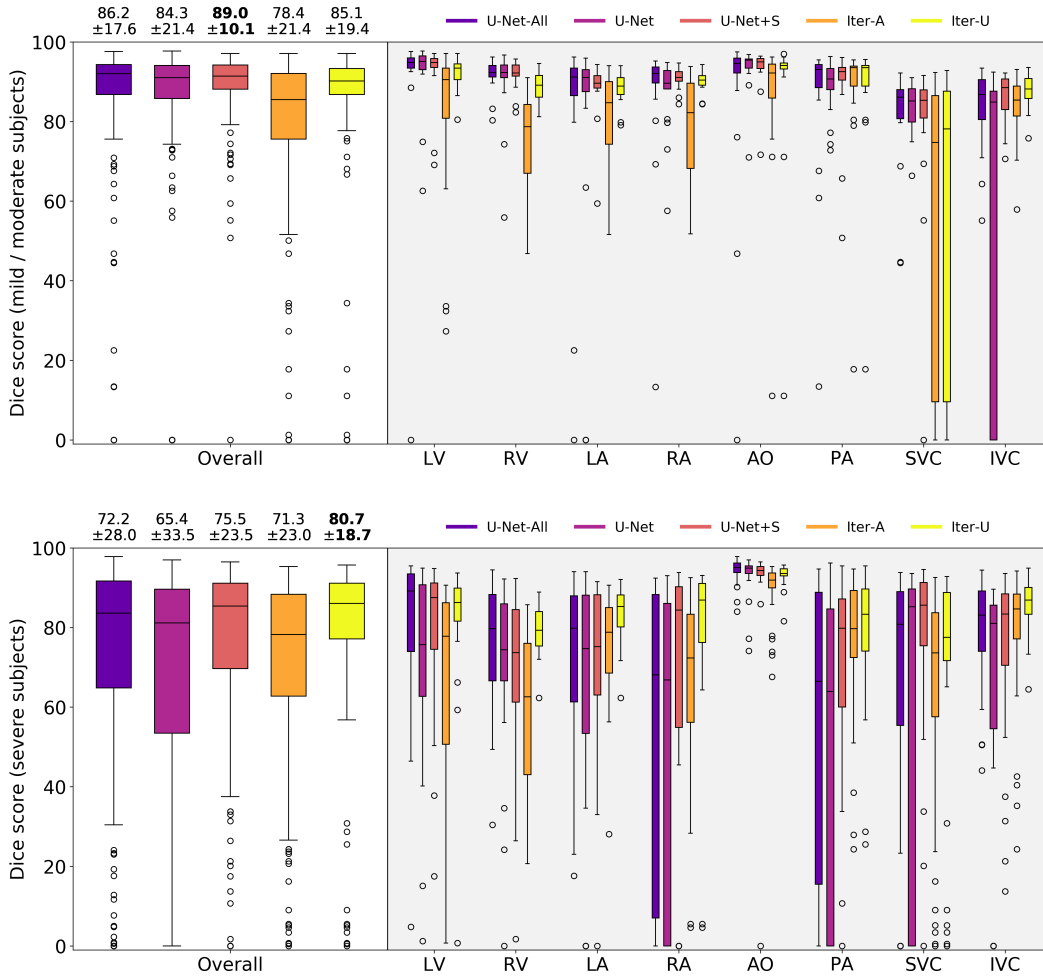 86.2 84.3 89.0 78.4 85.1
±17.6 ±21.4 ±10.1 ±21.4 ±19.4
U-Net-All U-Net U-Net+S Iter-A Iter-U
Dice score (mild / moderate subjects)
100
80
60
40
20
0
Overall LV RV LA RA AO PA SVC IVC
72.2 65.4 75.5 71.3 80.7
±28.0 ±33.5 ±23.5 ±23.0 ±18.7
U-Net-All U-Net U-Net+S Iter-A Iter-U
Dice score (severe subjects)
100
80
60
40
20
0
Overall LV RV LA RA AO PA SVC IVC